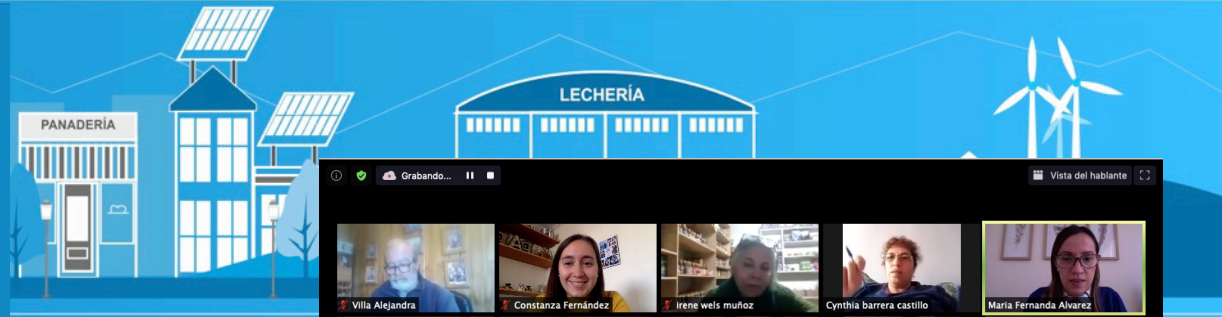 PANADERÍA
LECHERÍA
Grabando...
Vista del hablante
Villa Alejandra
Constanza Fernández
irene wels muñoz
Cynthia barrera castillo
Maria Fernanda Alvarez